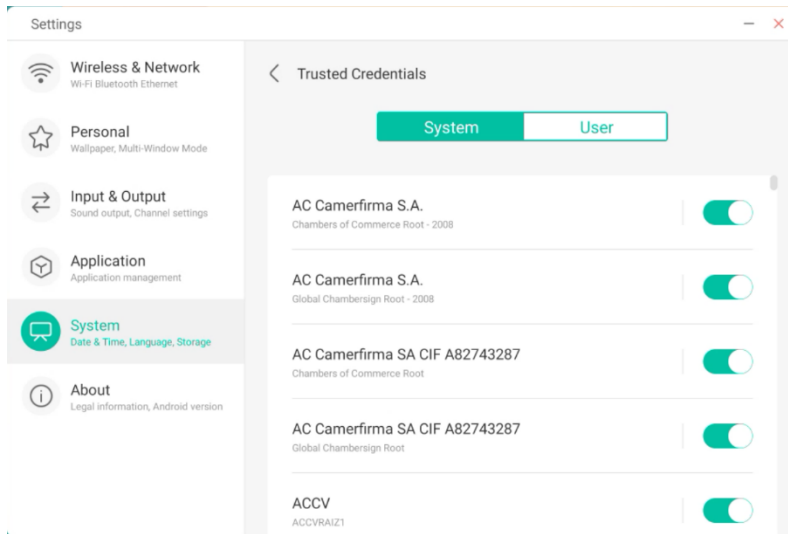 Settings
Wireless & Network
Wi-Fi Bluetooth Ethernet
Personal
Wallpaper, Multi-Window Mode
Input & Output
Sound output, Channel settings
Application
Application management
System
Date & Time, Language, Storage
About
Legal information, Android version
Trusted Credentials
System
User
AC Camerfirma S.A.
Chambers of Commerce Root - 2008
AC Camerfirma S.A.
Global Chambersign Root - 2008
AC Camerfirma SA CIF A82743287
Chambers of Commerce Root
AC Camerfirma SA CIF A82743287
Global Chambersign Root
ACCV
ACCVRAIZ1